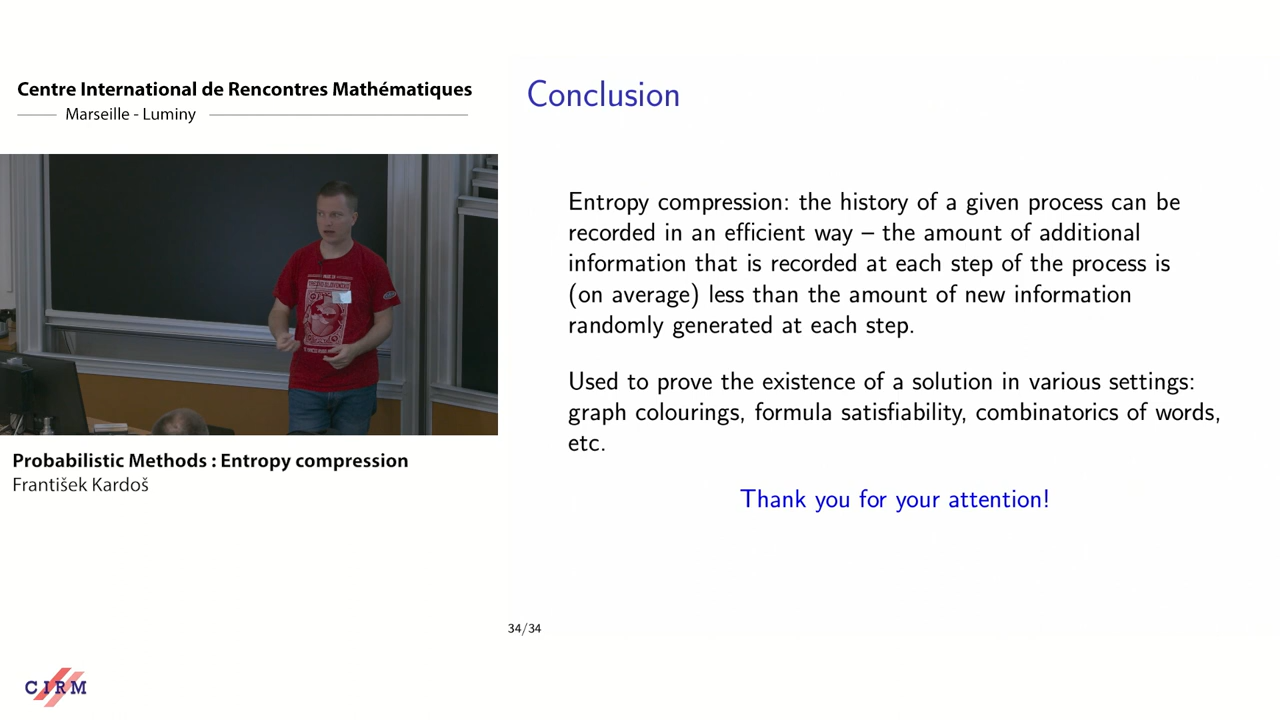 Centre International de Rencontres Mathématiques
Marseille - Luminy
Probabilistic Methods : Entropy compression
František Kardoš
CIRM
Conclusion
Entropy compression: the history of a given process can be
recorded in an efficient way – the amount of additional
information that is recorded at each step of the process is
(on average) less than the amount of new information
randomly generated at each step.
Used to prove the existence of a solution in various settings:
graph colourings, formula satisfiability, combinatorics of words,
etc.
Thank you for your attention!
34/34